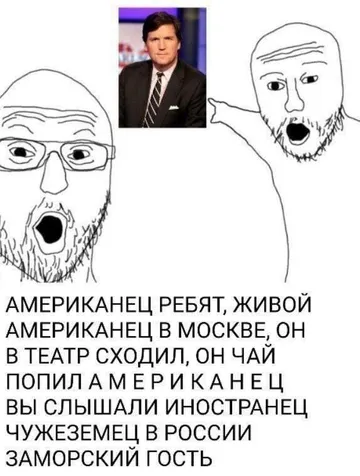 АМЕРИКАНЕЦ РЕБЯТ, ЖИВОЙ
АМЕРИКАНЕЦ В МОСКВЕ, ОН
В ТЕАТР СХОДИЛ, ОН ЧАЙ
ПОПИЛ А М Е Р И К А Н Е Ц
ВЫ СЛЫШАЛИ ИНОСТРАНЕЦ
ЧУЖЕЗЕМЕЦ В РОССИИ
ЗАМОРСКИЙ ГОСТЬ